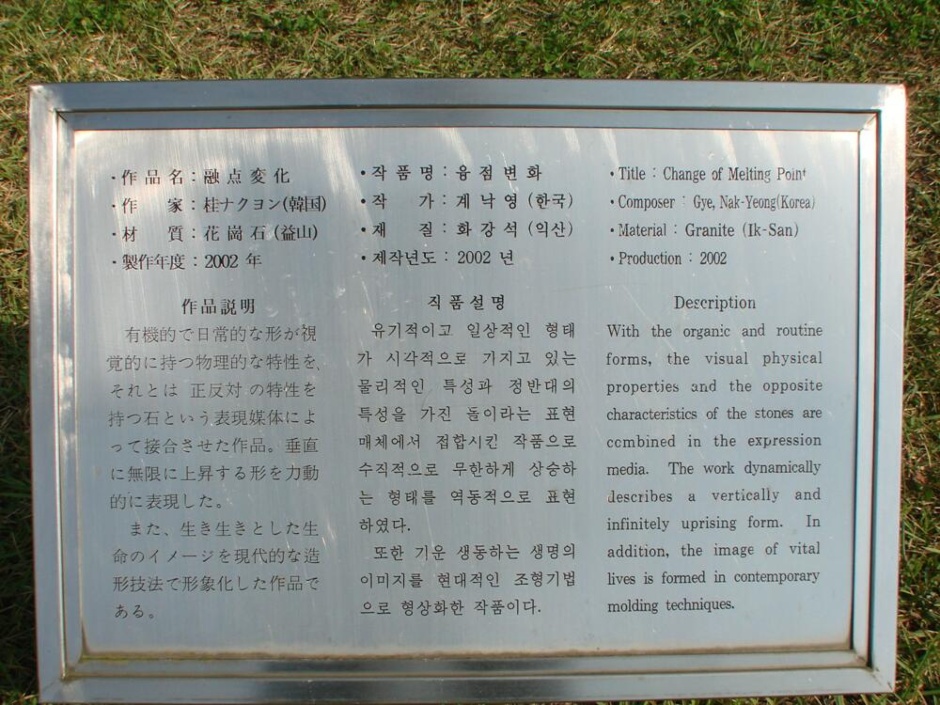 ・作品名：融点変化
・作　家：桂ナクヨン(韓国)
・材　質：花崗石(益山)
・製作年度：2002 年
作品説明
有機的で日常的な形が視
覚的に持つ物理的な特性を、
それとは 正反対の特性を
持つ石という表現媒体によ
って接合させた作品。垂直
に無限に上昇する形を力動
的に表現した。
また、生き生きとした生
命のイメージを現代的な造
形技法で形象化した作品で
ある。
・작품명：융점변화
・작　가：계낙영(한국)
・재　질：화강석(익산)
・제작년도：2002 년
직품설명
유기적이고 일상적인 형태
가 시각적으로 가지고 있는
물리적인 특성과 정반대의
특성을 가진 돌이라는 표현
매체에서 접합시킨 작품으로
수직적으로 무한하게 상승하
는 형태를 역동적으로 표현
하였다.
또한 기운 생동하는 생명의
이미지를 현대적인 조형기법
으로 형상화한 작품이다.
・Title : Change of Melting Point
・Composer : Gye, Nak-Yeong(Korea)
・Material : Granite (Ik-San)
・Production : 2002
Description
With the organic and routine
forms, the visual physical
properties and the opposite
characteristics of the stones are
combined in the expression
media. The work dynamically
describes a vertically and
infinitely uprising form. In
addition, the image of vital
lives is formed in contemporary
molding techniques.